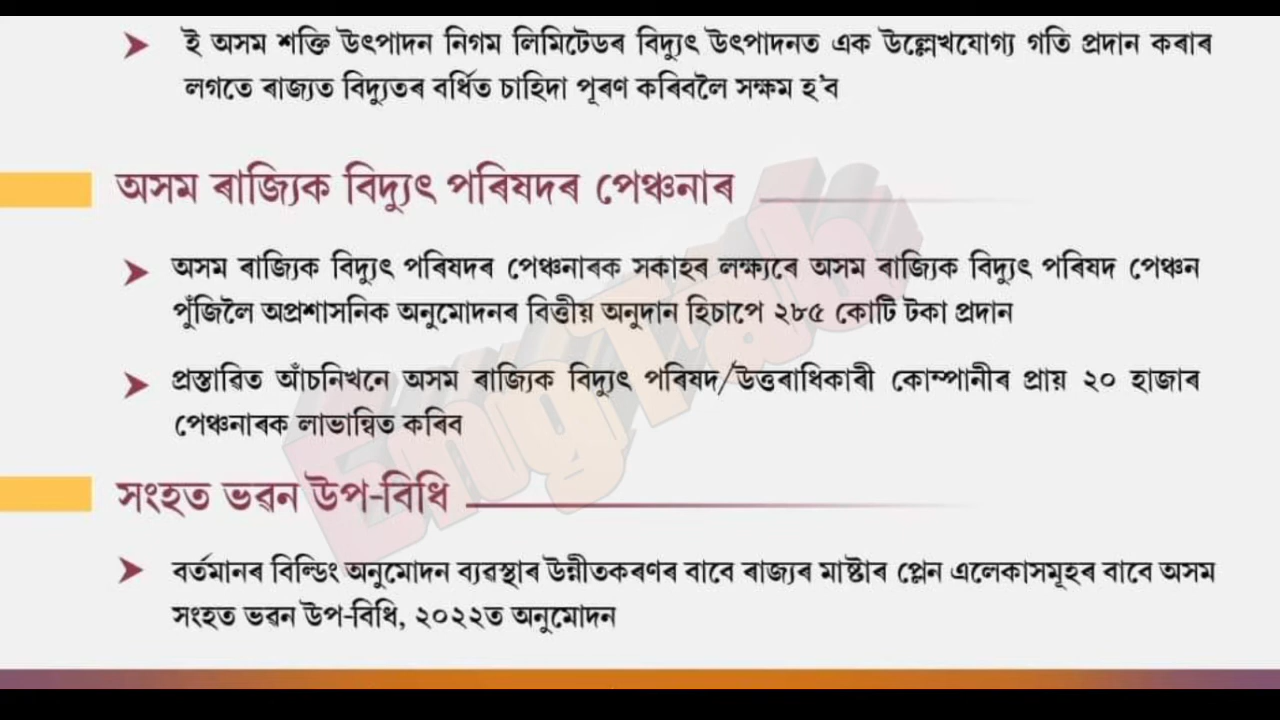 ই অসম শক্তি উৎপাদন নিগম লিমিটেডৰ বিদ্যুৎ উৎপাদনত এক উল্লেখযোগ্য গতি প্ৰদান কৰাৰ
লগতে ৰাজ্যত বিদ্যুতৰ বৰ্ধিত চাহিদা পূৰণ কৰিবলৈ সক্ষম হ'ব
অসম ৰাজ্যিক বিদ্যুৎ পৰিষদৰ পেঞ্চনাৰ
অসম ৰাজ্যিক বিদ্যুৎ পৰিষদৰ পেঞ্চনাৰক সকাহৰ লক্ষ্যৰে অসম ৰাজ্যিক বিদ্যুৎ পৰিষদ পেঞ্চন
পুঁজিলৈ অপ্ৰশাসনিক অনুমোদনৰ বিত্তীয় অনুদান হিচাপে ২৮৫ কোটি টকা প্ৰদান
প্ৰস্তাৱিত আঁচনিখনে অসম ৰাজ্যিক বিদ্যুৎ পৰিষদ/উত্তৰাধিকাৰী কোম্পানীৰ প্ৰায় ২০ হাজাৰ
পেঞ্চনাৰক লাভান্বিত কৰিব
সংহত ভৱন উপ-বিধি
বৰ্তমানৰ বিল্ডিং অনুমোদন ব্যৱস্থাৰ উন্নীতকৰণৰ বাবে ৰাজ্যৰ মাষ্টাৰ প্লেন এলেকাসমূহৰ বাবে অসম
সংহত ভৱন উপ-বিধি, ২০২২ত অনুমোদন
EngTab